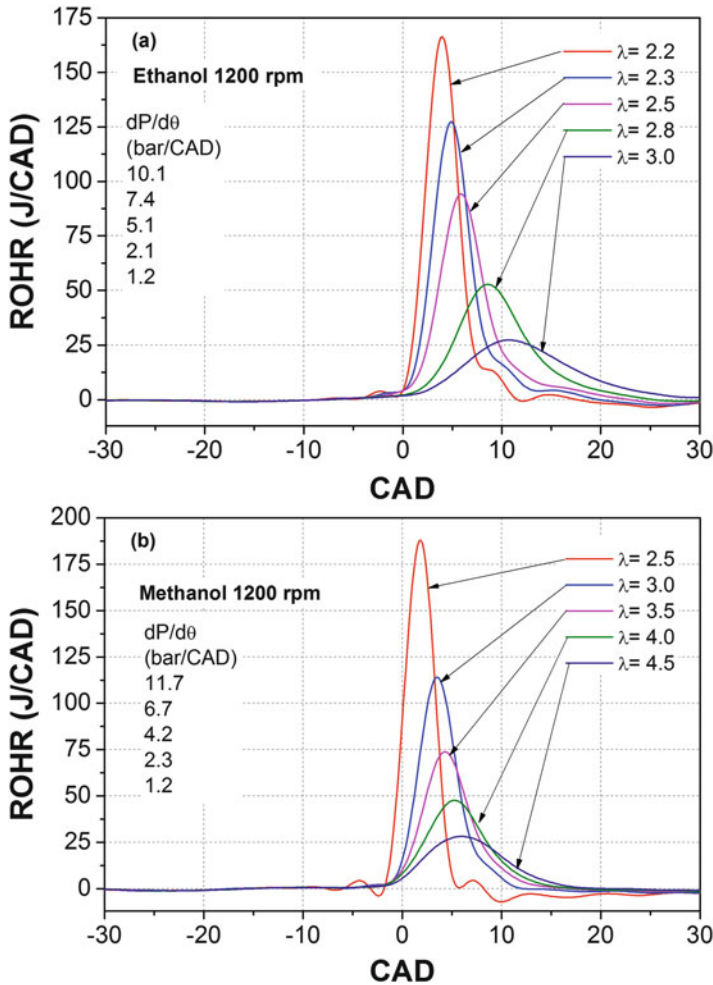 (a)
Ethanol 1200 rpm
dP/dθ
(bar/CAD)
10.1
7.4
5.1
2.1
1.2
λ= 2.2
λ= 2.3
λ= 2.5
λ= 2.8
λ= 3.0
ROHR (J/CAD)
175
150
125
100
75
50
25
0
-30
-20
-10
0
10
20
30
CAD
(b)
Methanol 1200 rpm
dP/dθ
(bar/CAD)
11.7
6.7
4.2
2.3
1.2
λ= 2.5
λ= 3.0
λ= 3.5
λ= 4.0
λ= 4.5
ROHR (J/CAD)
200
175
150
125
100
75
50
25
0
-30
-20
-10
0
10
20
30
CAD